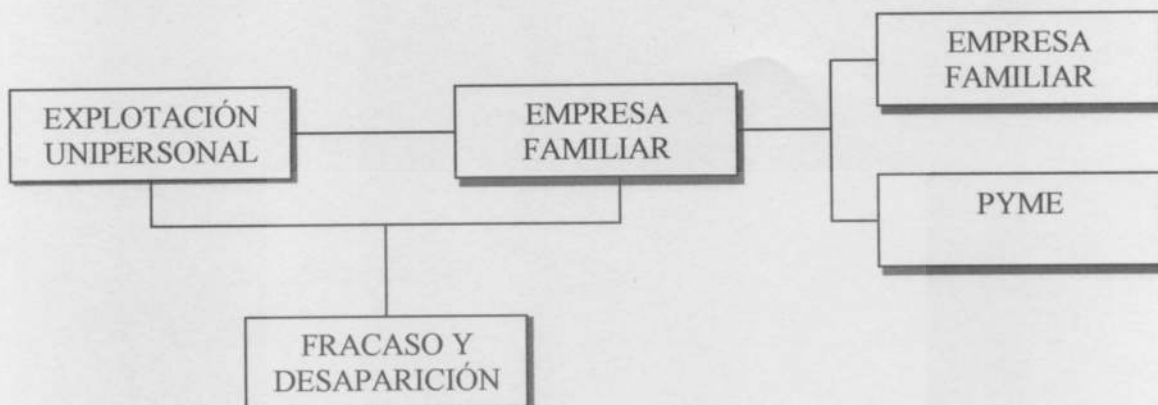 EXPLOTACIÓN
UNIPERSONAL
EMPRESA
FAMILIAR
EMPRESA
FAMILIAR
PYME
FRACASO Y
DESAPARICIÓN